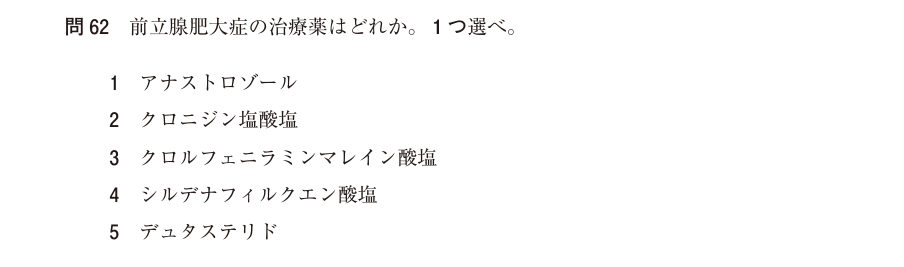 問 62　前立腺肥大症の治療薬はどれか。1つ選べ。
1　アナストロゾール
2　クロニジン塩酸塩
3　クロルフェニラミンマレイン酸塩
4　シルデナフィルクエン酸塩
5　デュタステリド